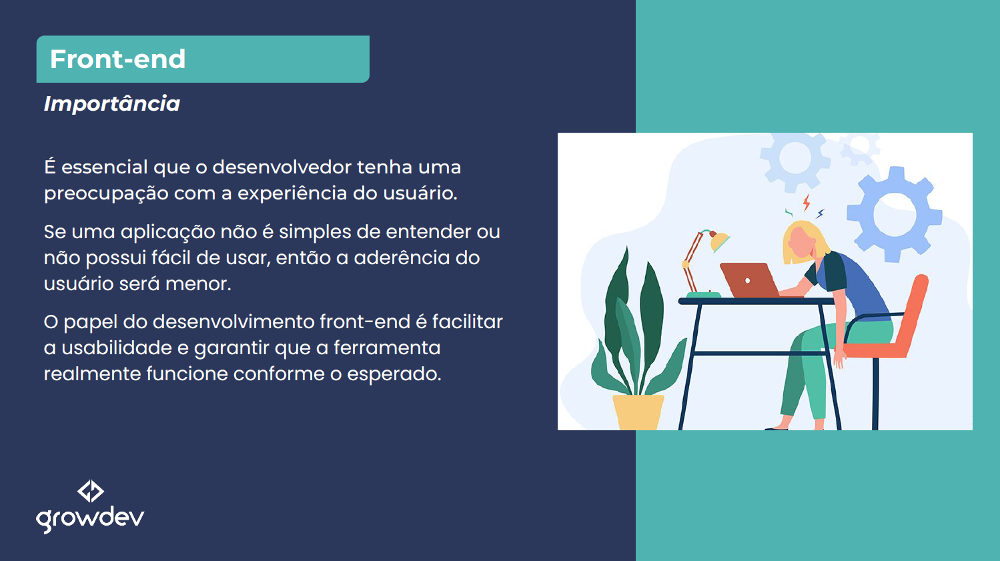 Front-end
Importância
É essencial que o desenvolvedor tenha uma
preocupação com a experiência do usuário.
Se uma aplicação não é simples de entender ou
não possui fácil de usar, então a aderência do
usuário será menor.
O papel do desenvolvimento front-end é facilitar
a usabilidade e garantir que a ferramenta
realmente funcione conforme o esperado.
growdev